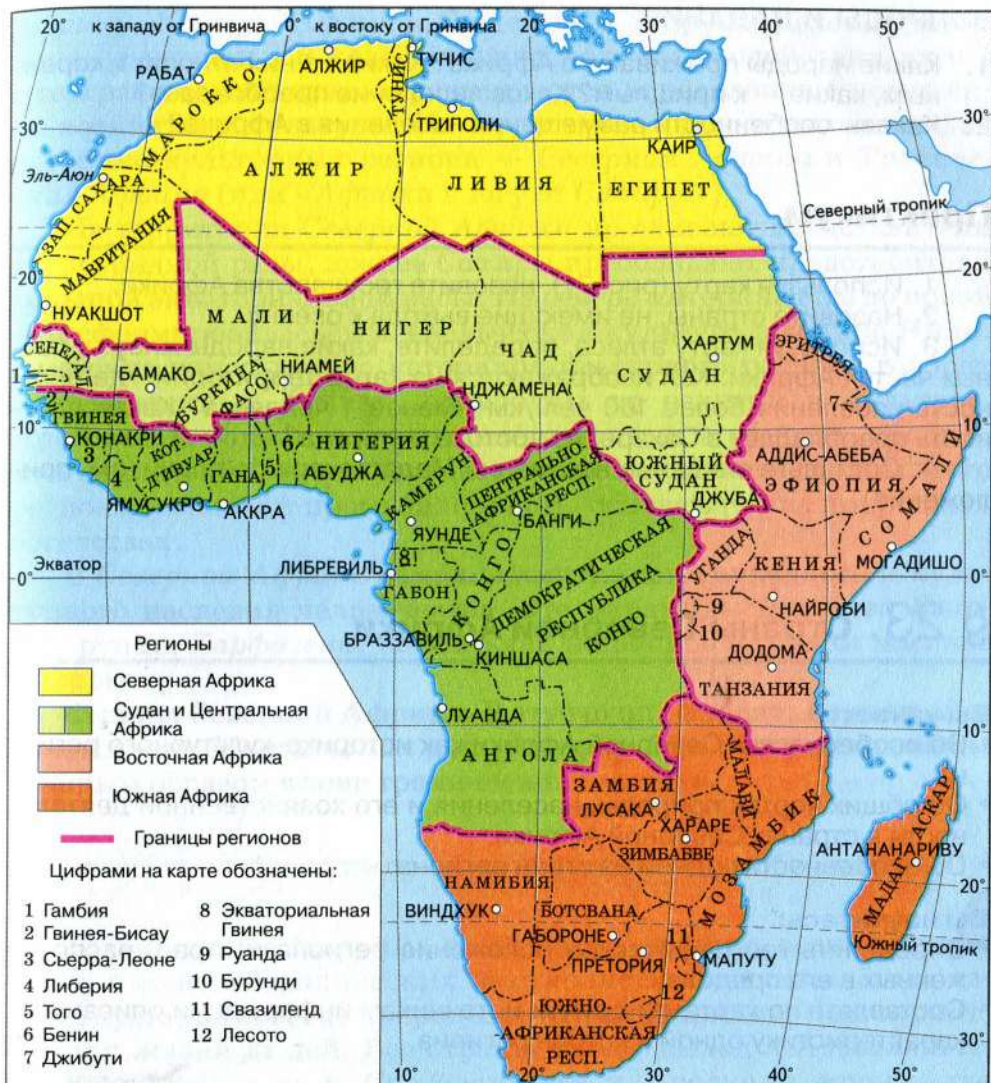 к западу от Гринвича
к востоку от Гринвича
20°
10°
0°
10°
20°
30°
40°
50°
РАБАТ
АЛЖИР
ТУНИС
ТУНИС
МАРОККО
ТРИПОЛИ
30°
КАИР
Эль-Аюн
АЛЖИР
ЛИВИЯ
ЕГИПЕТ
ЗАП. САХАРА
Северный тропик
МАВРИТАНИЯ
20°
20°
НУАКШОТ
МАЛИ
НИГЕР
ЧАД
СУДАН
ХАРТУМ
ЭРИТРЕЯ
СЕНЕГАЛ
1
БАМАКО
БУРКИНА
ФАСО
НИАМЕЙ
НДЖАМЕНА
7
2
ГВИНЕЯ
10°
10°
КОНАКРИ
3
КОТ-
Д'ИВУАР
4
ГАНА
5
6
НИГЕРИЯ
АБУДЖА
КАМЕРУН
ЦЕНТРАЛЬНО-
АФРИКАНСКАЯ
РЕСП.
ЮЖНЫЙ
СУДАН
АДДИС-АБЕБА
ЭФИОПИЯ
СОМАЛИ
ЯМУСУКРО
АККРА
ЯУНДЕ
БАНГИ
ДЖУБА
МОГАДИШО
Экватор
ЛИБРЕВИЛЬ
8
УГАНДА
КЕНИЯ
0°
0°
ГАБОН
КОНГО
ДЕМОКРАТИЧЕСКАЯ
РЕСПУБЛИКА
КОНГО
9
НАЙРОБИ
10
БРАЗЗАВИЛЬ
КИНШАСА
ДОДОМА
ТАНЗАНИЯ
ЛУАНДА
АНГОЛА
10°
ЗАМБИЯ
МАЛАВИ
ЛУСАКА
ХАРАРЕ
ЗИМБАБВЕ
МОЗАМБИК
АНТАНАНАРИВУ
МАДАГАСКАР
НАМИБИЯ
20°
ВИНДХУК
БОТСВАНА
ГАБОРОНЕ
11
ПРЕТОРИЯ
МАПУТУ
Южный тропик
12
ЮЖНО-
АФРИКАНСКАЯ
РЕСП.
30°
10°
20°
30°
40°
50°
Регионы
Северная Африка
Судан и Центральная
Африка
Восточная Африка
Южная Африка
Границы регионов
Цифрами на карте обозначены:
1 Гамбия
2 Гвинея-Бисау
3 Сьерра-Леоне
4 Либерия
5 Того
6 Бенин
7 Джибути
8 Экваториальная
Гвинея
9 Руанда
10 Бурунди
11 Свазиленд
12 Лесото